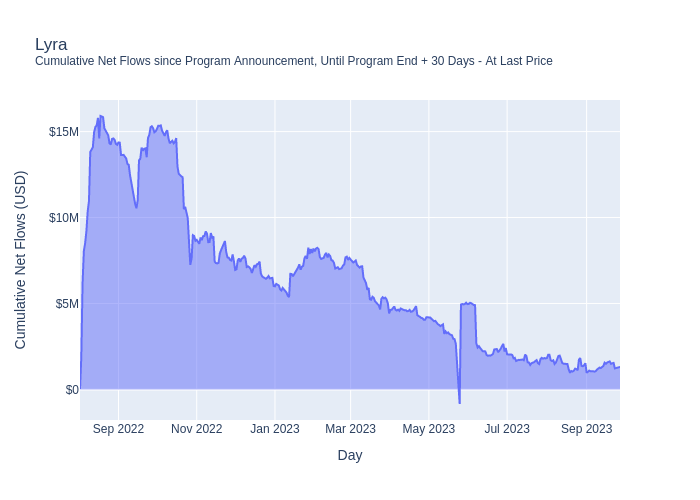 Lyra
Cumulative Net Flows since Program Announcement, Until Program End + 30 Days - At Last Price
$15M
$10M
$5M
$0
Cumulative Net Flows (USD)
Sep 2022 Nov 2022 Jan 2023 Mar 2023 May 2023 Jul 2023 Sep 2023
Day